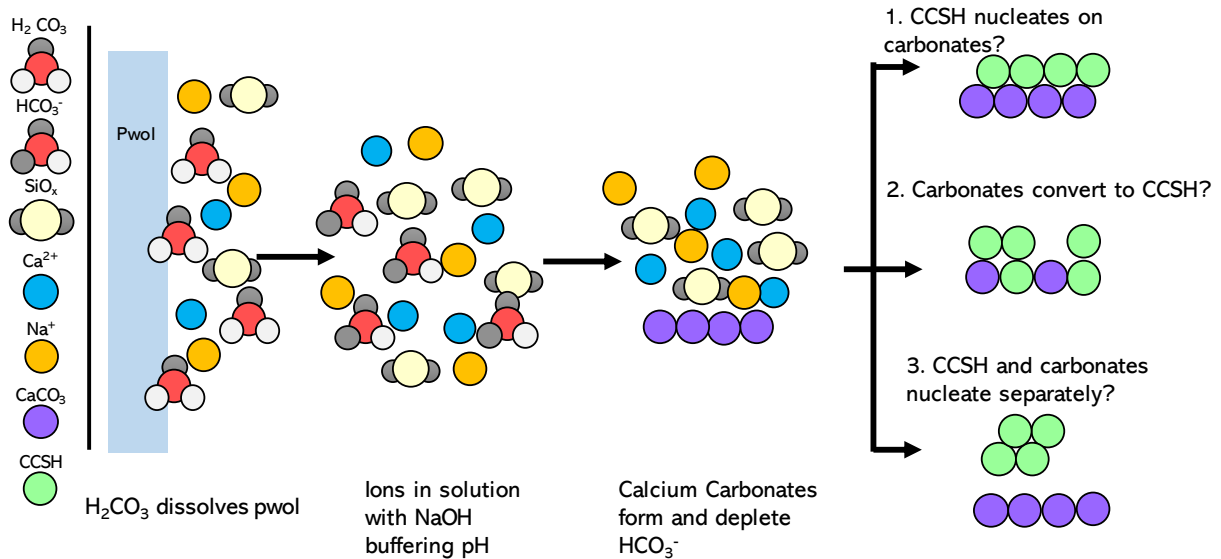 H₂ CO₃
HCO₃⁻
SiOₓ
Ca²⁺
Na⁺
CaCO₃
CCSH
Pwol
H₂CO₃ dissolves pwol
Ions in solution
with NaOH
buffering pH
Calcium Carbonates
form and deplete
HCO₃⁻
1. CCSH nucleates on
carbonates?
2. Carbonates convert to CCSH?
3. CCSH and carbonates
nucleate separately?